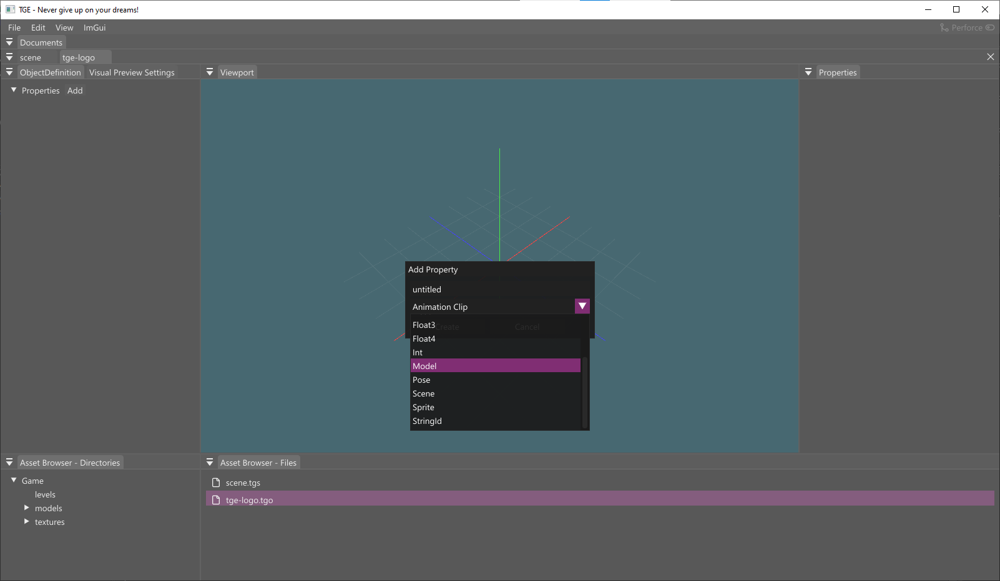 TGE - Never give up on your dreams!
File Edit View ImGui Perforce
Documents
scene tge-logo
ObjectDefinition Visual Preview Settings Viewport Properties
Properties Add
Add Property
untitled
Animation Clip
Create Cancel
Float3
Float4
Int
Model
Pose
Scene
Sprite
StringId
Asset Browser - Directories Asset Browser - Files
Game
levels
models
textures
scene.tgs
tge-logo.tgo